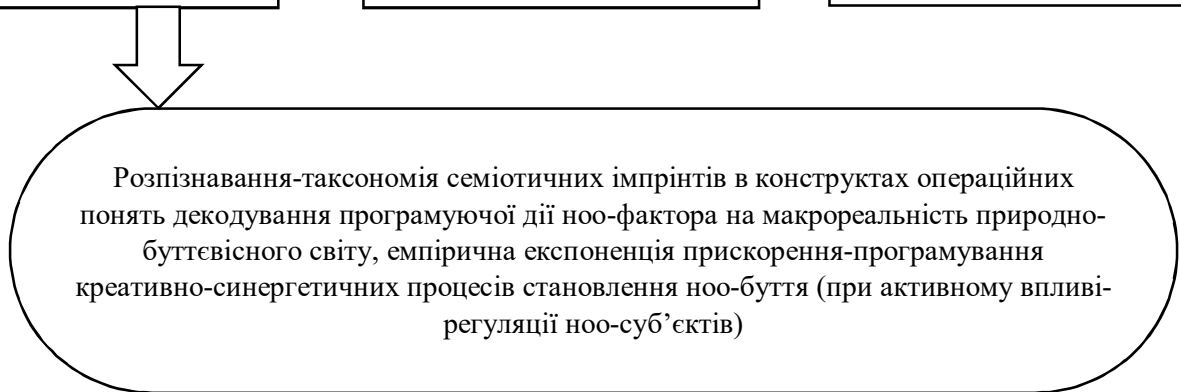 Розпізнавання-таксономія семіотичних імпрінтів в конструктах операційних
понять декодування програмуючої дії ноо-фактора на макрореальність природно-
буттєвісного світу, емпірична експоненція прискорення-програмування
креативно-синергетичних процесів становлення ноо-буття (при активному впливі-
регуляції ноо-суб’єктів)